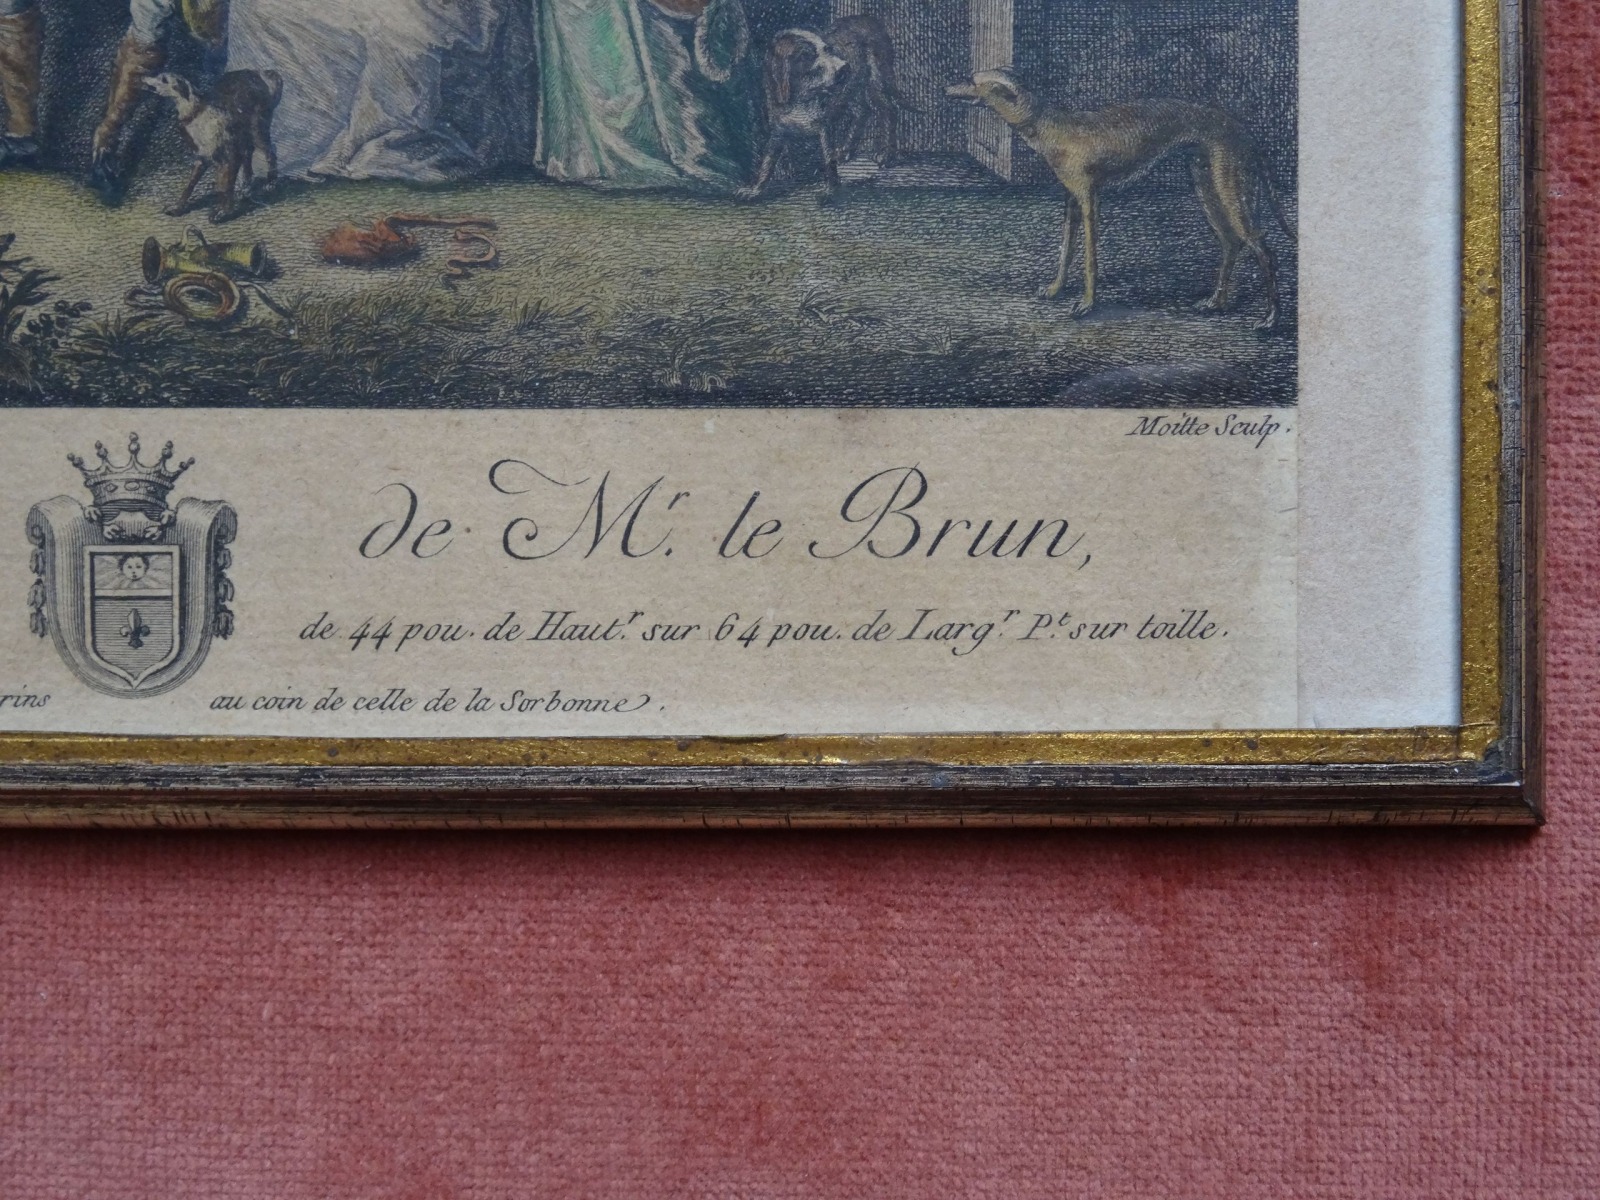 Moitte Sculp.
de Mr. le Brun,
de 44 pou. de Hautr. sur 64 pou. de Largr. Pt. sur toille.
rins au coin de celle de la Sorbonne.